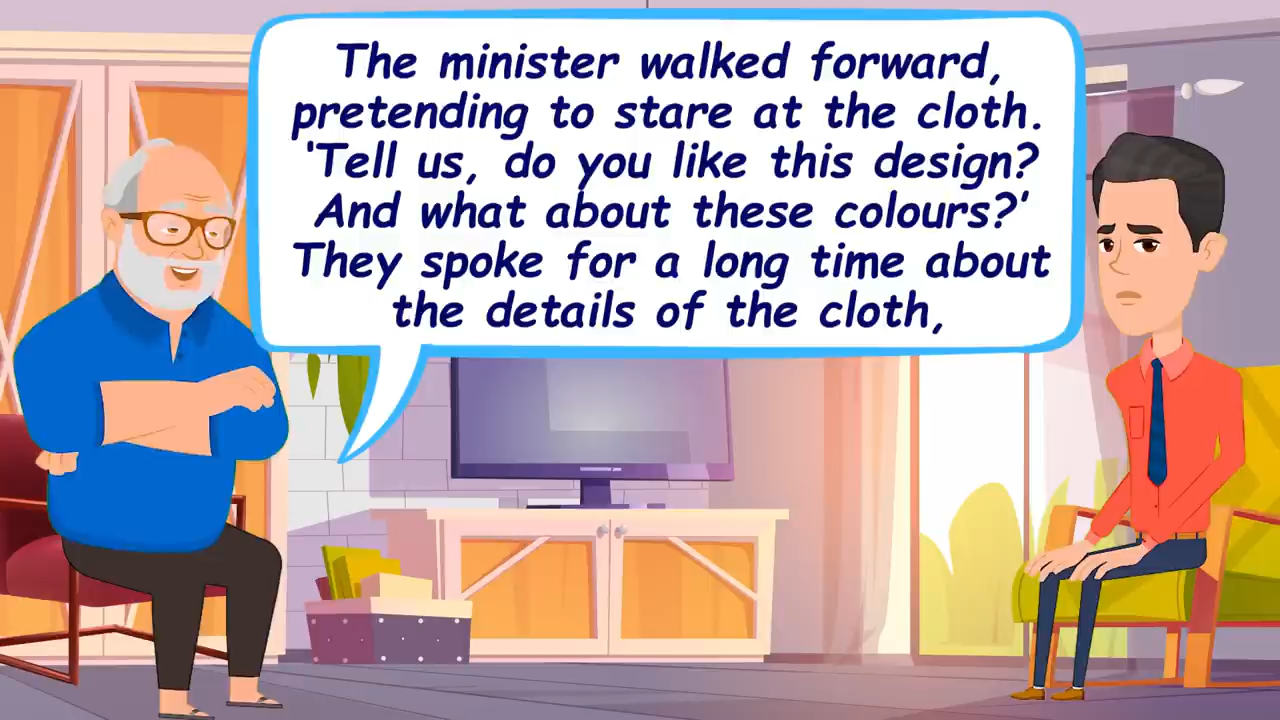 The minister walked forward,
pretending to stare at the cloth.
'Tell us, do you like this design?
And what about these colours?'
They spoke for a long time about
the details of the cloth,